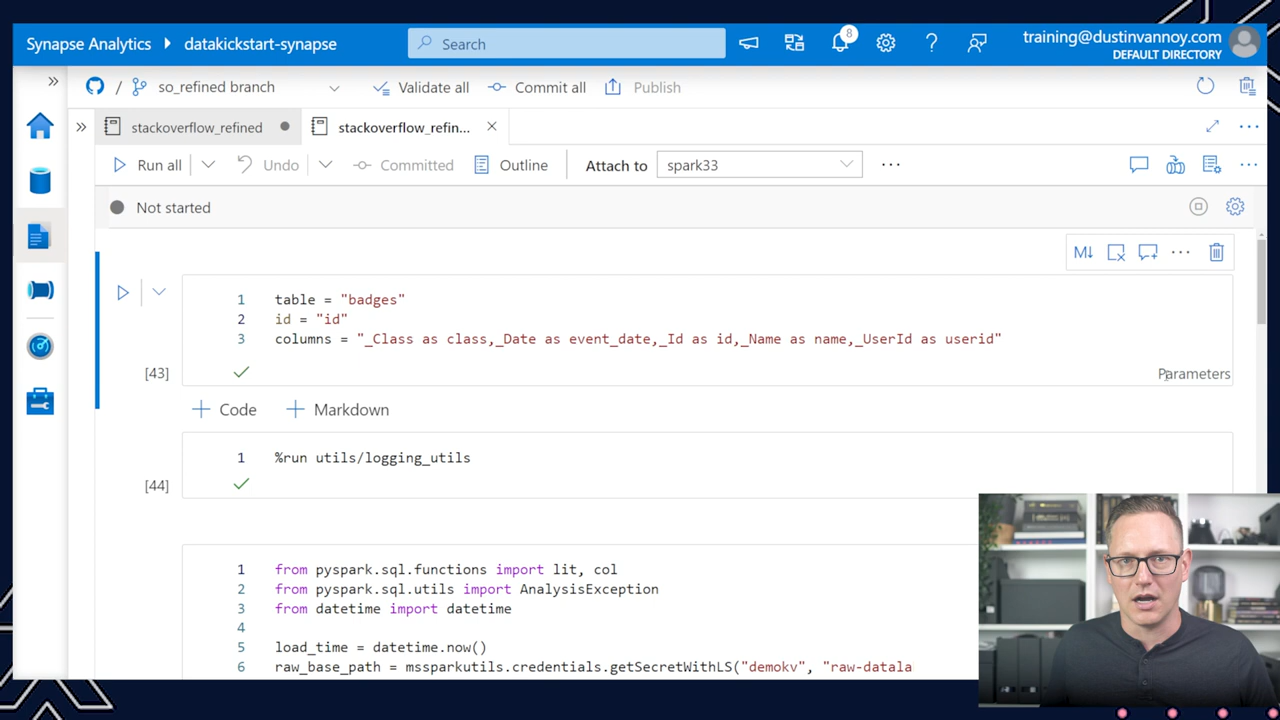 Synapse Analytics datakickstart-synapse Search 8 training@dustinvannoy.com
DEFAULT DIRECTORY
/ so_refined branch Validate all Commit all Publish
stackoverflow_refined stackoverflow_refin...
Run all Undo Committed Outline Attach to spark33 ...
Not started
M↓ ...
1 table = "badges"
2 id = "id"
3 columns = "_Class as class,_Date as event_date,_Id as id,_Name as name,_UserId as userid"
[43] Parameters
+ Code + Markdown
1 %run utils/logging_utils
[44]
1 from pyspark.sql.functions import lit, col
2 from pyspark.sql.utils import AnalysisException
3 from datetime import datetime
4
5 load_time = datetime.now()
6 raw_base_path = mssparkutils.credentials.getSecretWithLS("demokv", "raw-datala